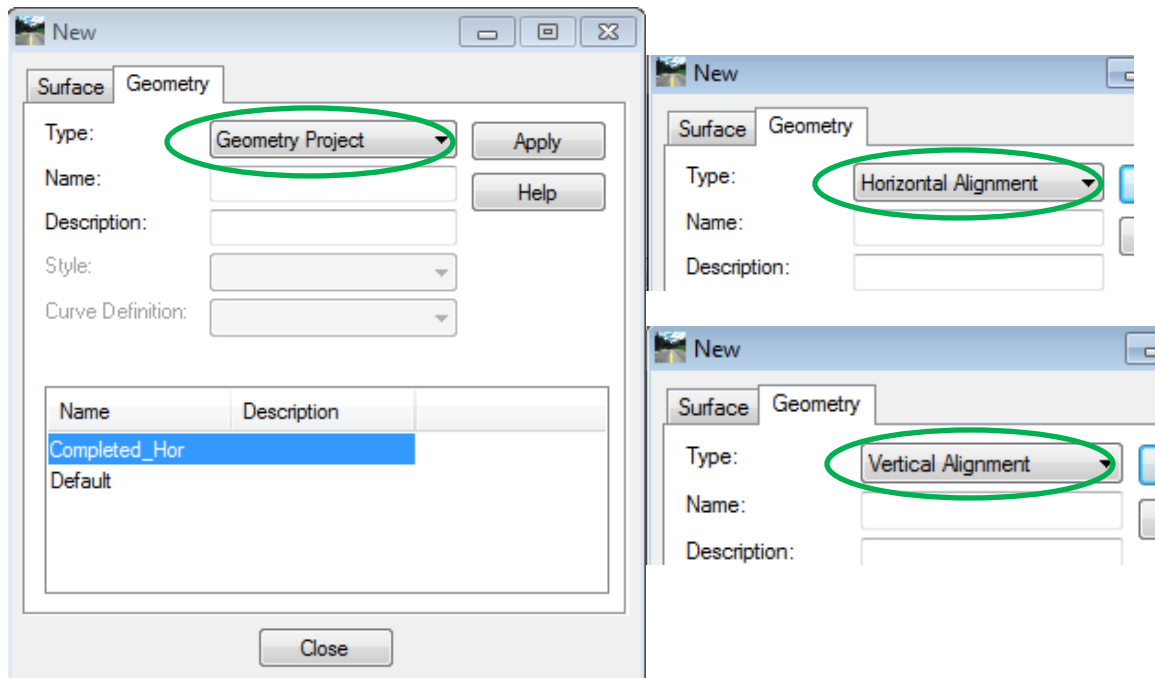 New
Surface Geometry
Type: Geometry Project Apply
Name: Help
Description:
Style:
Curve Definition:
Name Description
Completed_Hor
Default
Close
New
Surface Geometry
Type: Horizontal Alignment
Name:
Description:
New
Surface Geometry
Type: Vertical Alignment
Name:
Description: